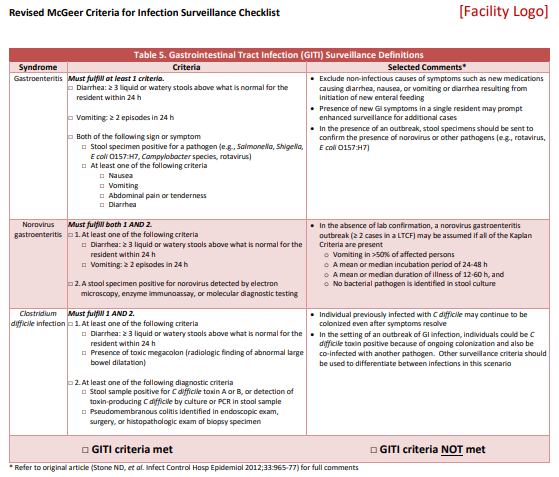 Revised McGeer Criteria for Infection Surveillance Checklist
[Facility Logo]
Table 5. Gastrointestinal Tract Infection (GITI) Surveillance Definitions
Syndrome
Criteria
Selected Comments*
Gastroenteritis
Must fulfill at least 1 criteria.
□ Diarrhea: ≥ 3 liquid or watery stools above what is normal for the
resident within 24 h
□ Vomiting: ≥ 2 episodes in 24 h
□ Both of the following sign or symptom
□ Stool specimen positive for a pathogen (e.g., Salmonella, Shigella,
E coli O157:H7, Campylobacter species, rotavirus)
□ At least one of the following criteria
□ Nausea
□ Vomiting
□ Abdominal pain or tenderness
□ Diarrhea
• Exclude non-infectious causes of symptoms such as new medications
causing diarrhea, nausea, or vomiting or diarrhea resulting from
initiation of new enteral feeding
• Presence of new GI symptoms in a single resident may prompt
enhanced surveillance for additional cases
• In the presence of an outbreak, stool specimens should be sent to
confirm the presence of norovirus or other pathogens (e.g., rotavirus,
E coli O157:H7)
Norovirus
gastroenteritis
Must fulfill both 1 AND 2.
□ 1. At least one of the following criteria
□ Diarrhea: ≥ 3 liquid or watery stools above what is normal for the
resident within 24 h
□ Vomiting: ≥ 2 episodes in 24 h
□ 2. A stool specimen positive for norovirus detected by electron
microscopy, enzyme immunoassay, or molecular diagnostic testing
• In the absence of lab confirmation, a norovirus gastroenteritis
outbreak (≥ 2 cases in a LTCF) may be assumed if all of the Kaplan
Criteria are present
o Vomiting in >50% of affected persons
o A mean or median incubation period of 24-48 h
o A mean or median duration of illness of 12-60 h, and
o No bacterial pathogen is identified in stool culture
Clostridium
difficile infection
Must fulfill 1 AND 2.
□ 1. At least one of the following criteria
□ Diarrhea: ≥ 3 liquid or watery stools above what is normal for the
resident within 24 h
□ Presence of toxic megacolon (radiologic finding of abnormal large
bowel dilatation)
□ 2. At least one of the following diagnostic criteria
□ Stool sample positive for C difficile toxin A or B, or detection of
toxin-producing C difficile by culture or PCR in stool sample
□ Pseudomembranous colitis identified in endoscopic exam,
surgery, or histopathologic exam of biopsy specimen
• Individual previously infected with C difficile may continue to be
colonized even after symptoms resolve
• In the setting of an outbreak of GI infection, individuals could be C
difficile toxin positive because of ongoing colonization and also be
co-infected with another pathogen. Other surveillance criteria should
be used to differentiate between infections in this scenario
□ GITI criteria met
□ GITI criteria NOT met
* Refer to original article (Stone ND, et al. Infect Control Hosp Epidemiol 2012;33:965-77) for full comments